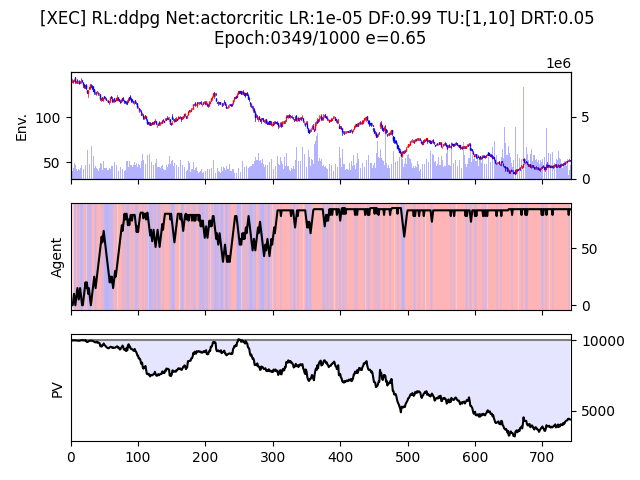 [XEC] RL:ddpg Net:actorcritic LR:1e-05 DF:0.99 TU:[1,10] DRT:0.05
Epoch:0349/1000 e=0.65
1e6
Env.
100
50
5
0
Agent
50
0
PV
10000
5000
0 100 200 300 400 500 600 700